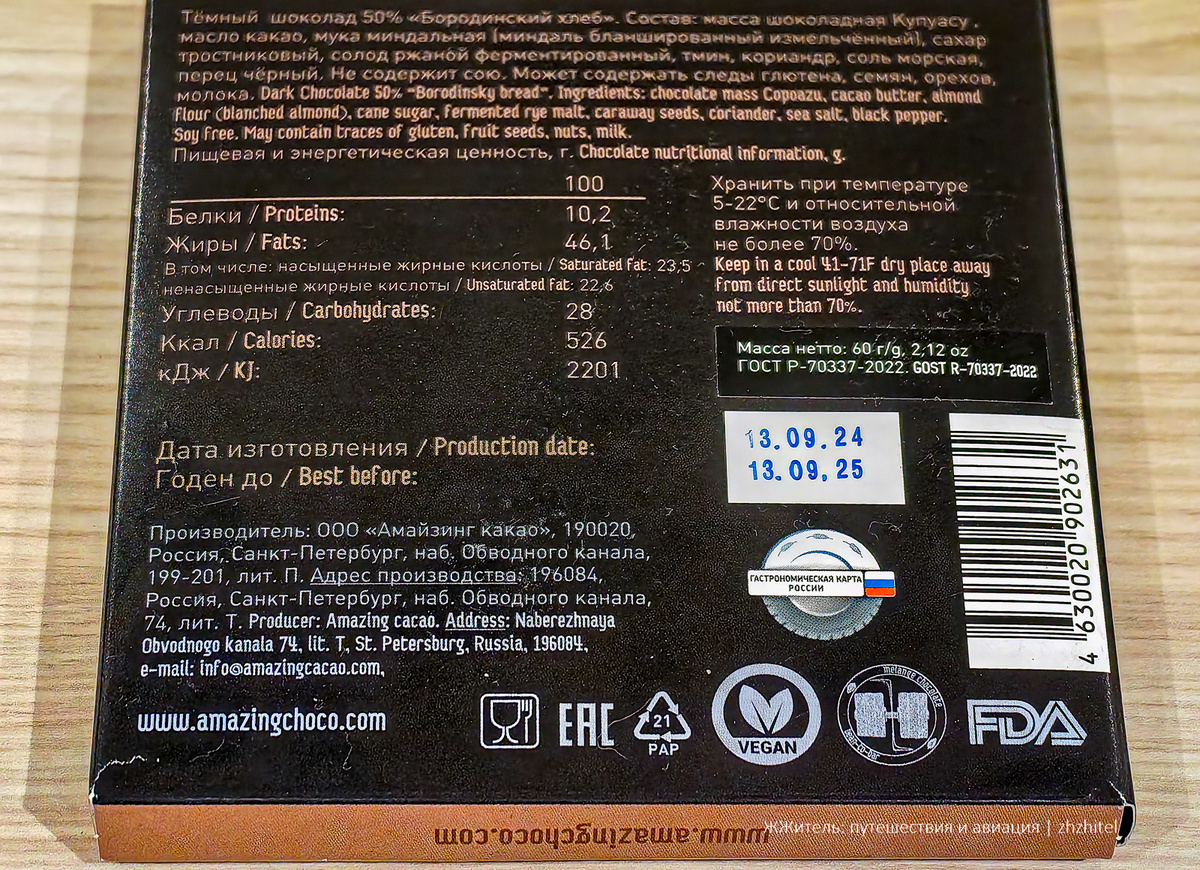 Тёмный шоколад 50% «Бородинский хлеб». Состав: масса шоколадная Купуасу,
масло какао, мука миндальная (миндаль бланшированный измельчённый), сахар
тростниковый, солод ржаной ферментированный, тмин, кориандр, соль морская,
перец чёрный. Не содержит сою. Может содержать следы глютена, семян, орехов,
молока. Dark Chocolate 50% "Borodinsky bread". Ingredients: chocolate mass Copoazu, cacao butter, almond
flour (blanched almond), cane sugar, fermented rye malt, caraway seeds, coriander, sea salt, black pepper.
Soy free. May contain traces of gluten, fruit seeds, nuts, milk.
Пищевая и энергетическая ценность, г. Chocolate nutritional information, g.
100
Белки / Proteins: 10,2
Жиры / Fats: 46,1
В том числе: насыщенные жирные кислоты / Saturated fat: 23,5
ненасыщенные жирные кислоты / Unsaturated fat: 22,6
Углеводы / Carbohydrates: 28
Ккал / Calories: 526
кДж / KJ: 2201
Хранить при температуре
5-22°C и относительной
влажности воздуха
не более 70%.
Keep in a cool 41-71F dry place away
from direct sunlight and humidity
not more than 70%.
Масса нетто: 60 г/g, 2,12 oz
ГОСТ Р-70337-2022. GOST R-70337-2022
Дата изготовления / Production date:
Годен до / Best before:
13.09.24
13.09.25
Производитель: ООО «Амайзинг какао», 190020,
Россия, Санкт-Петербург, наб. Обводного канала,
199-201, лит. П. Адрес производства: 196084,
Россия, Санкт-Петербург, наб. Обводного канала,
74, лит. Т. Producer: Amazing cacao. Address: Naberezhnaya
Obvodnogo kanala 74, lit. T, St. Petersburg, Russia, 196084,
e-mail: info@amazingcacao.com,
www.amazingchoco.com
ГАСТРОНОМИЧЕСКАЯ КАРТА
РОССИИ
4 630020 902631
EAC
21
PAP
VEGAN
melange chocolate
H
bean-to-bar
FDA
www.amazingchoco.com
ЖЖитель: путешествия и авиация | zhzhitel